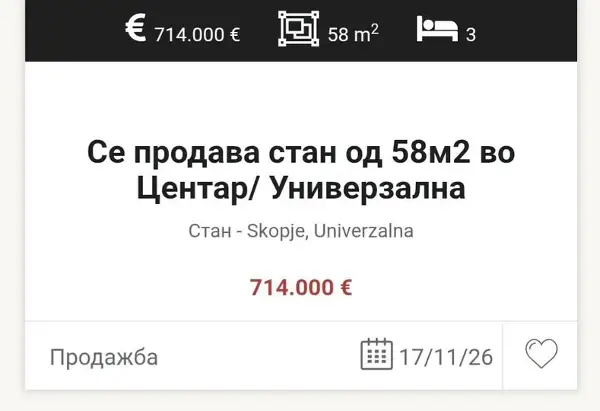 € 714.000 € 58 m² 3
Се продава стан од 58м2 во
Центар/ Универзална
Стан - Skopje, Univerzalna
714.000 €
Продажба 17/11/26